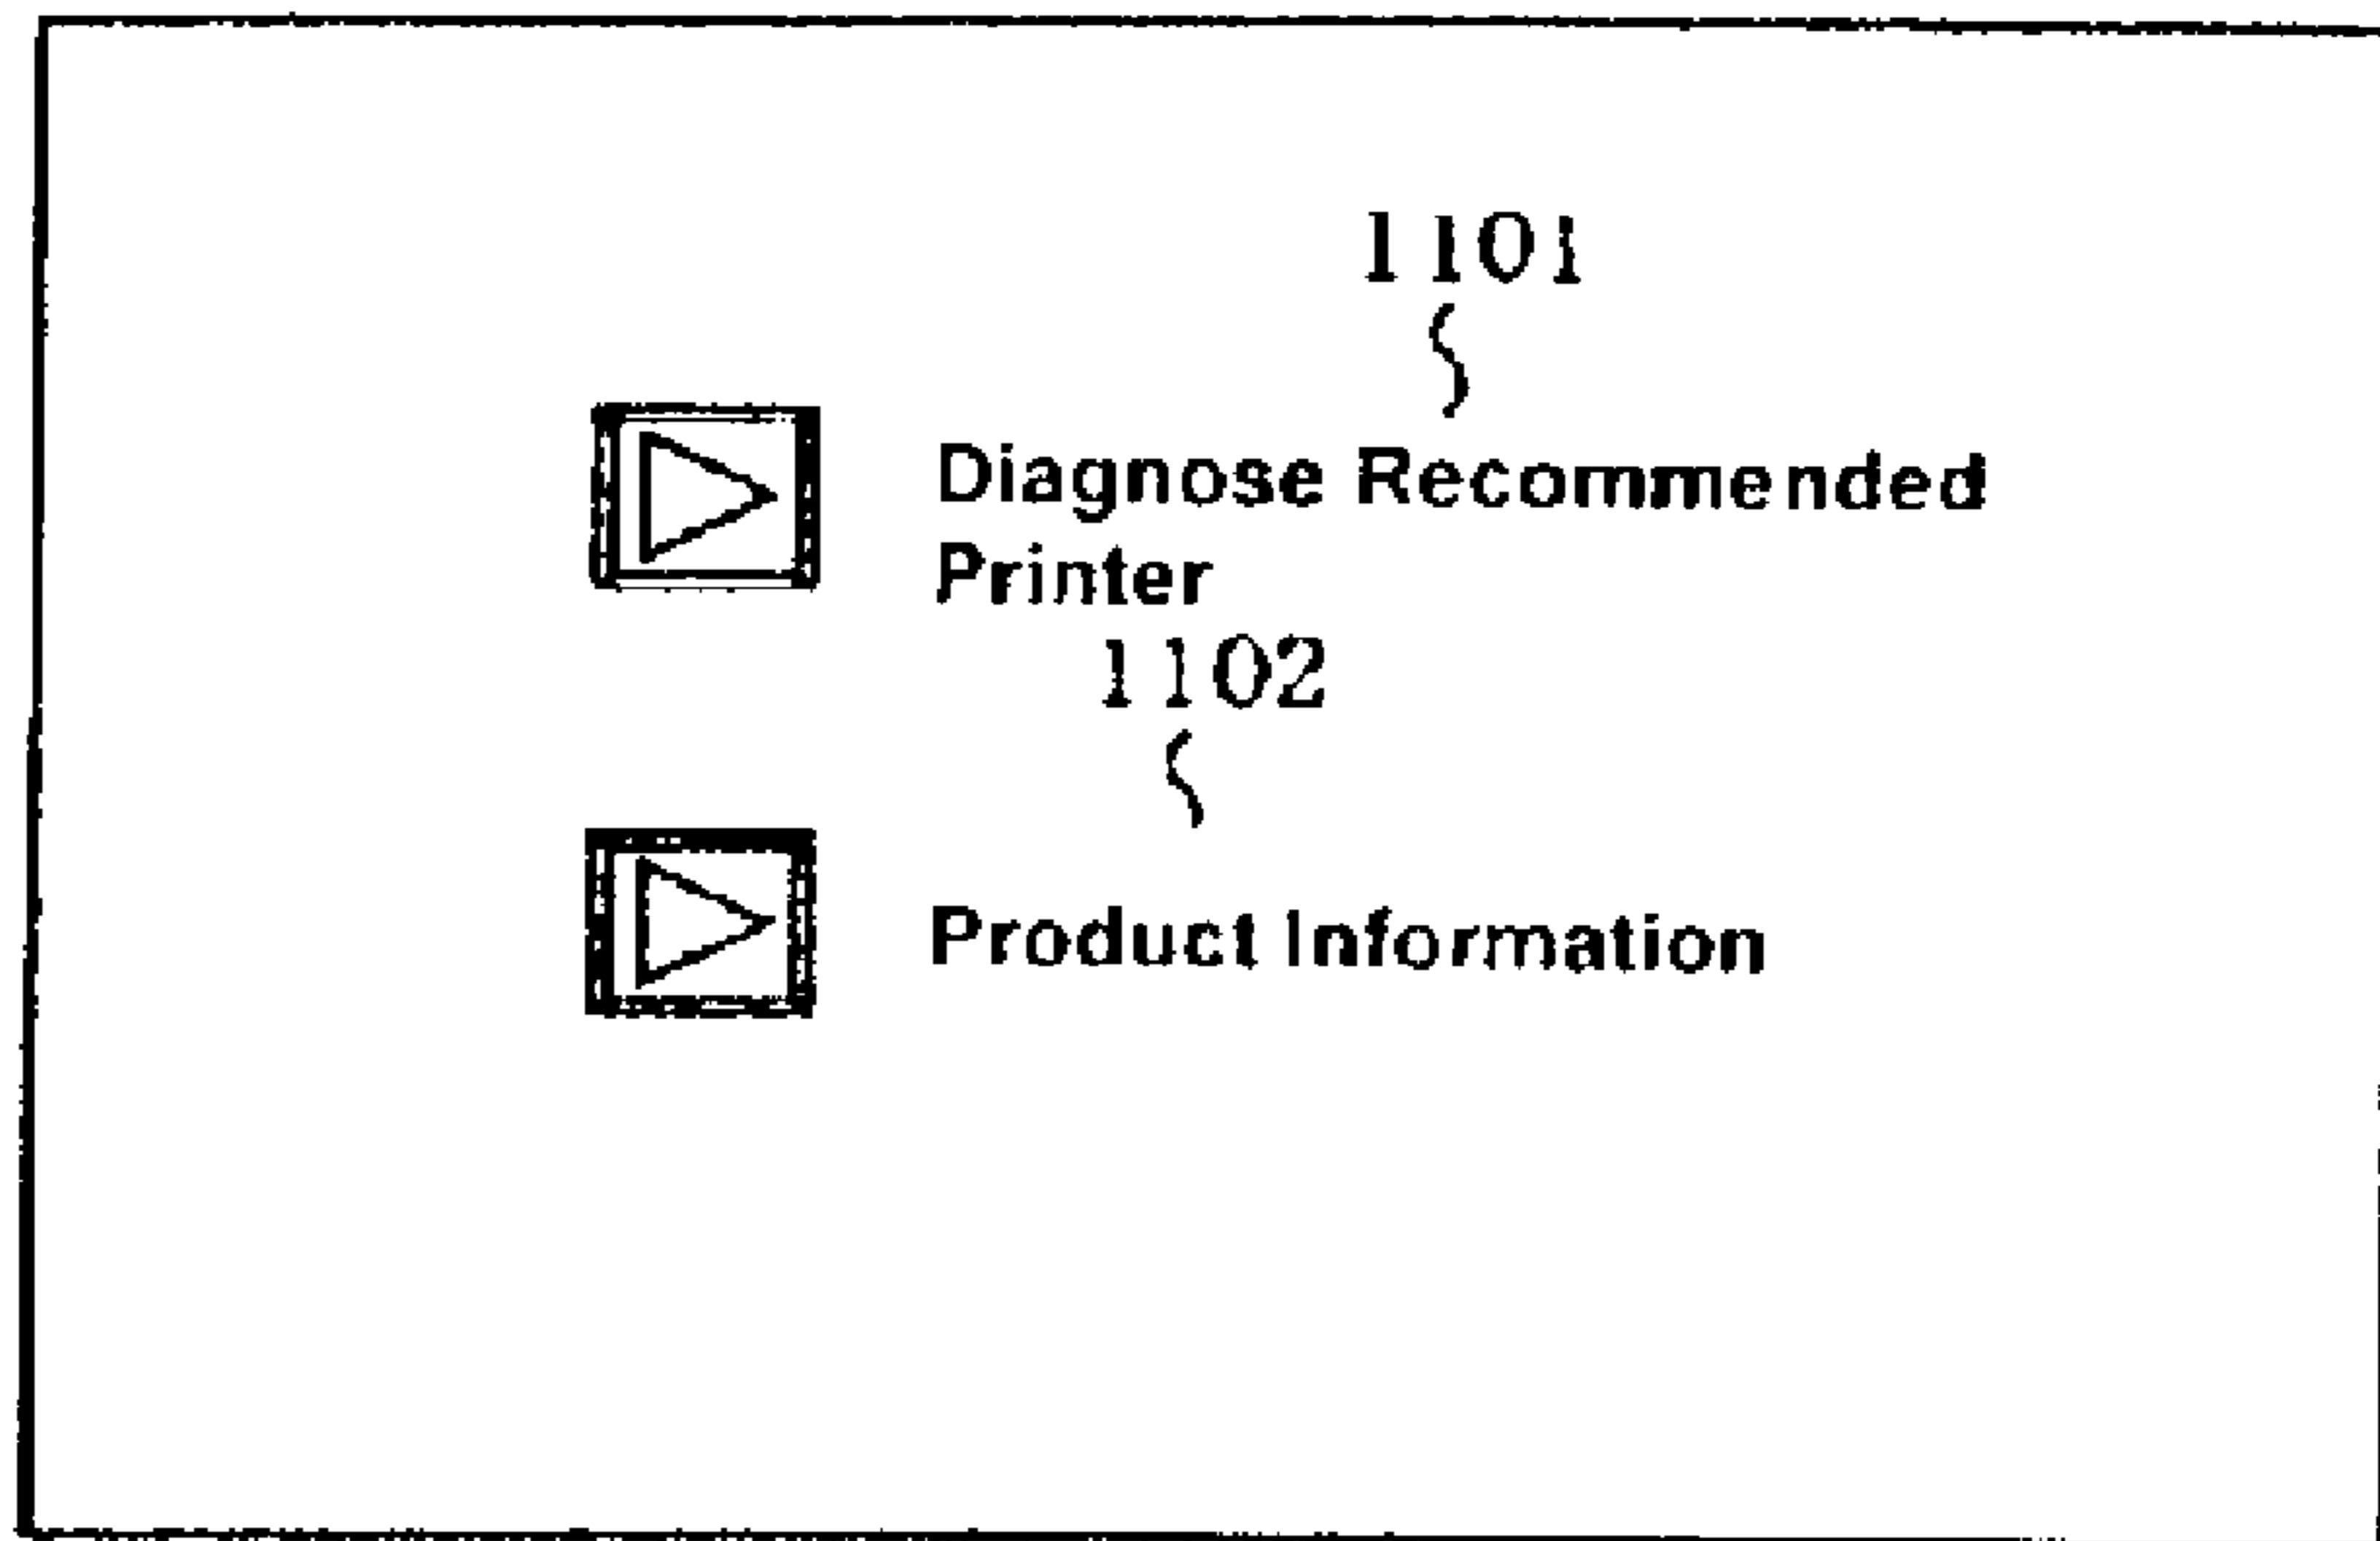 1101
Diagnose Recommended
Printer
1102
Product Information